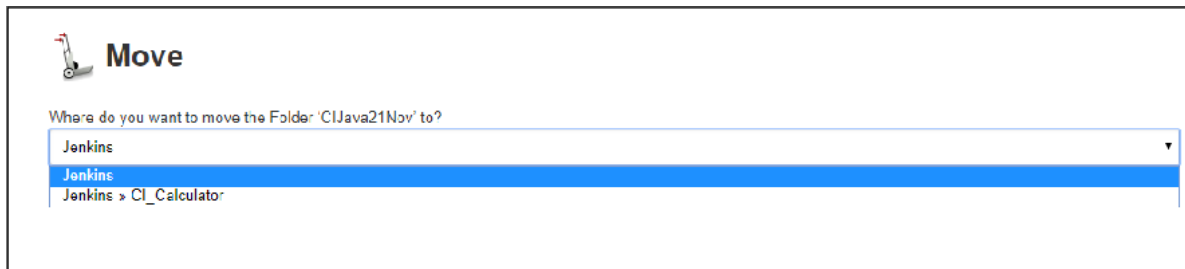 Move
Where do you want to move the Folder 'CIJava21Nov' to?
Jenkins
Jenkins
Jenkins » CI_Calculator